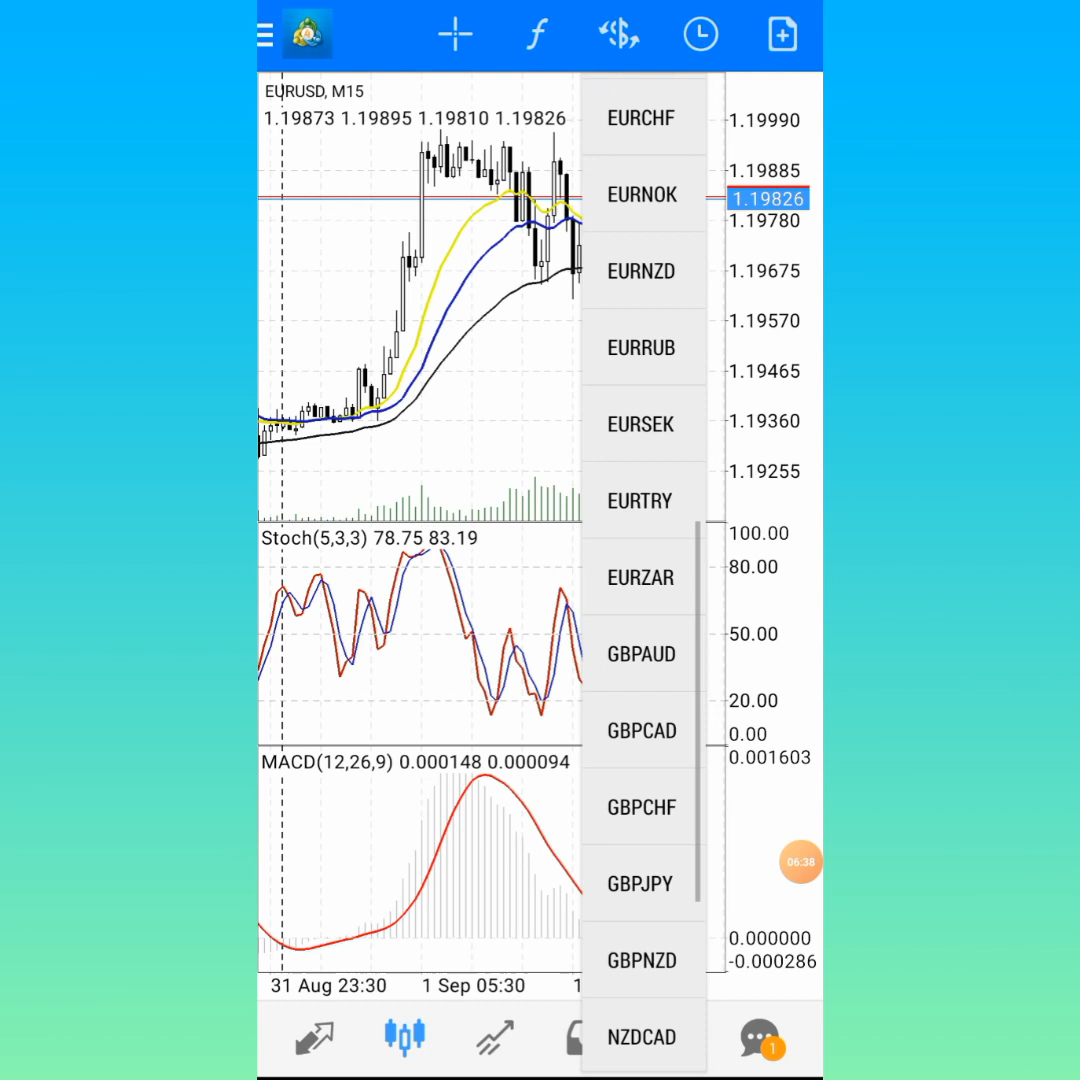 EURUSD, M15
1.19873 1.19895 1.19810 1.19826
1.19990
1.19885
1.19826
1.19780
1.19675
1.19570
1.19465
1.19360
1.19255
EURCHF
EURNOK
EURNZD
EURRUB
EURSEK
EURTRY
EURZAR
GBPAUD
GBPCAD
GBPCHF
GBPJPY
GBPNZD
NZDCAD
Stoch(5,3,3) 78.75 83.19
100.00
80.00
50.00
20.00
0.00
MACD(12,26,9) 0.000148 0.000094
0.001603
06:38
0.000000
-0.000286
31 Aug 23:30
1 Sep 05:30
1
1